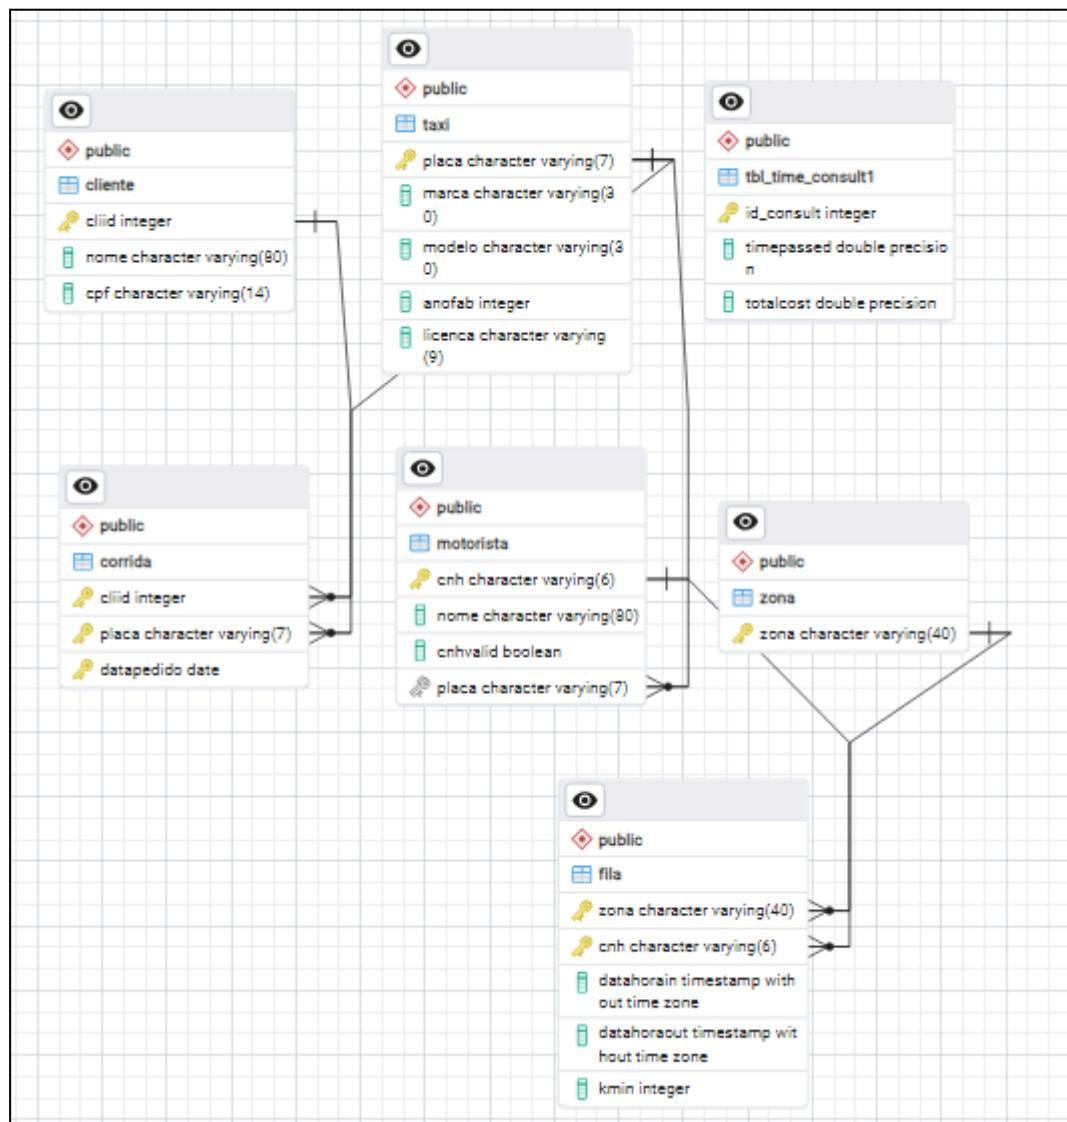 public
cliente
cliid integer
nome character varying(80)
cpf character varying(14)
public
taxi
placa character varying(7)
marca character varying(3
0)
modelo character varying(3
0)
anofab integer
licenca character varying
(9)
public
tbl_time_consult1
id_consult integer
timepassed double precisio
n
totalcost double precision
public
corrida
cliid integer
placa character varying(7)
datapedido date
public
motorista
cnh character varying(6)
nome character varying(80)
cnhvalid boolean
placa character varying(7)
public
zona
zona character varying(40)
public
fila
zona character varying(40)
cnh character varying(6)
datahorain timestamp with
out time zone
datahoraout timestamp wit
hout time zone
kmin integer